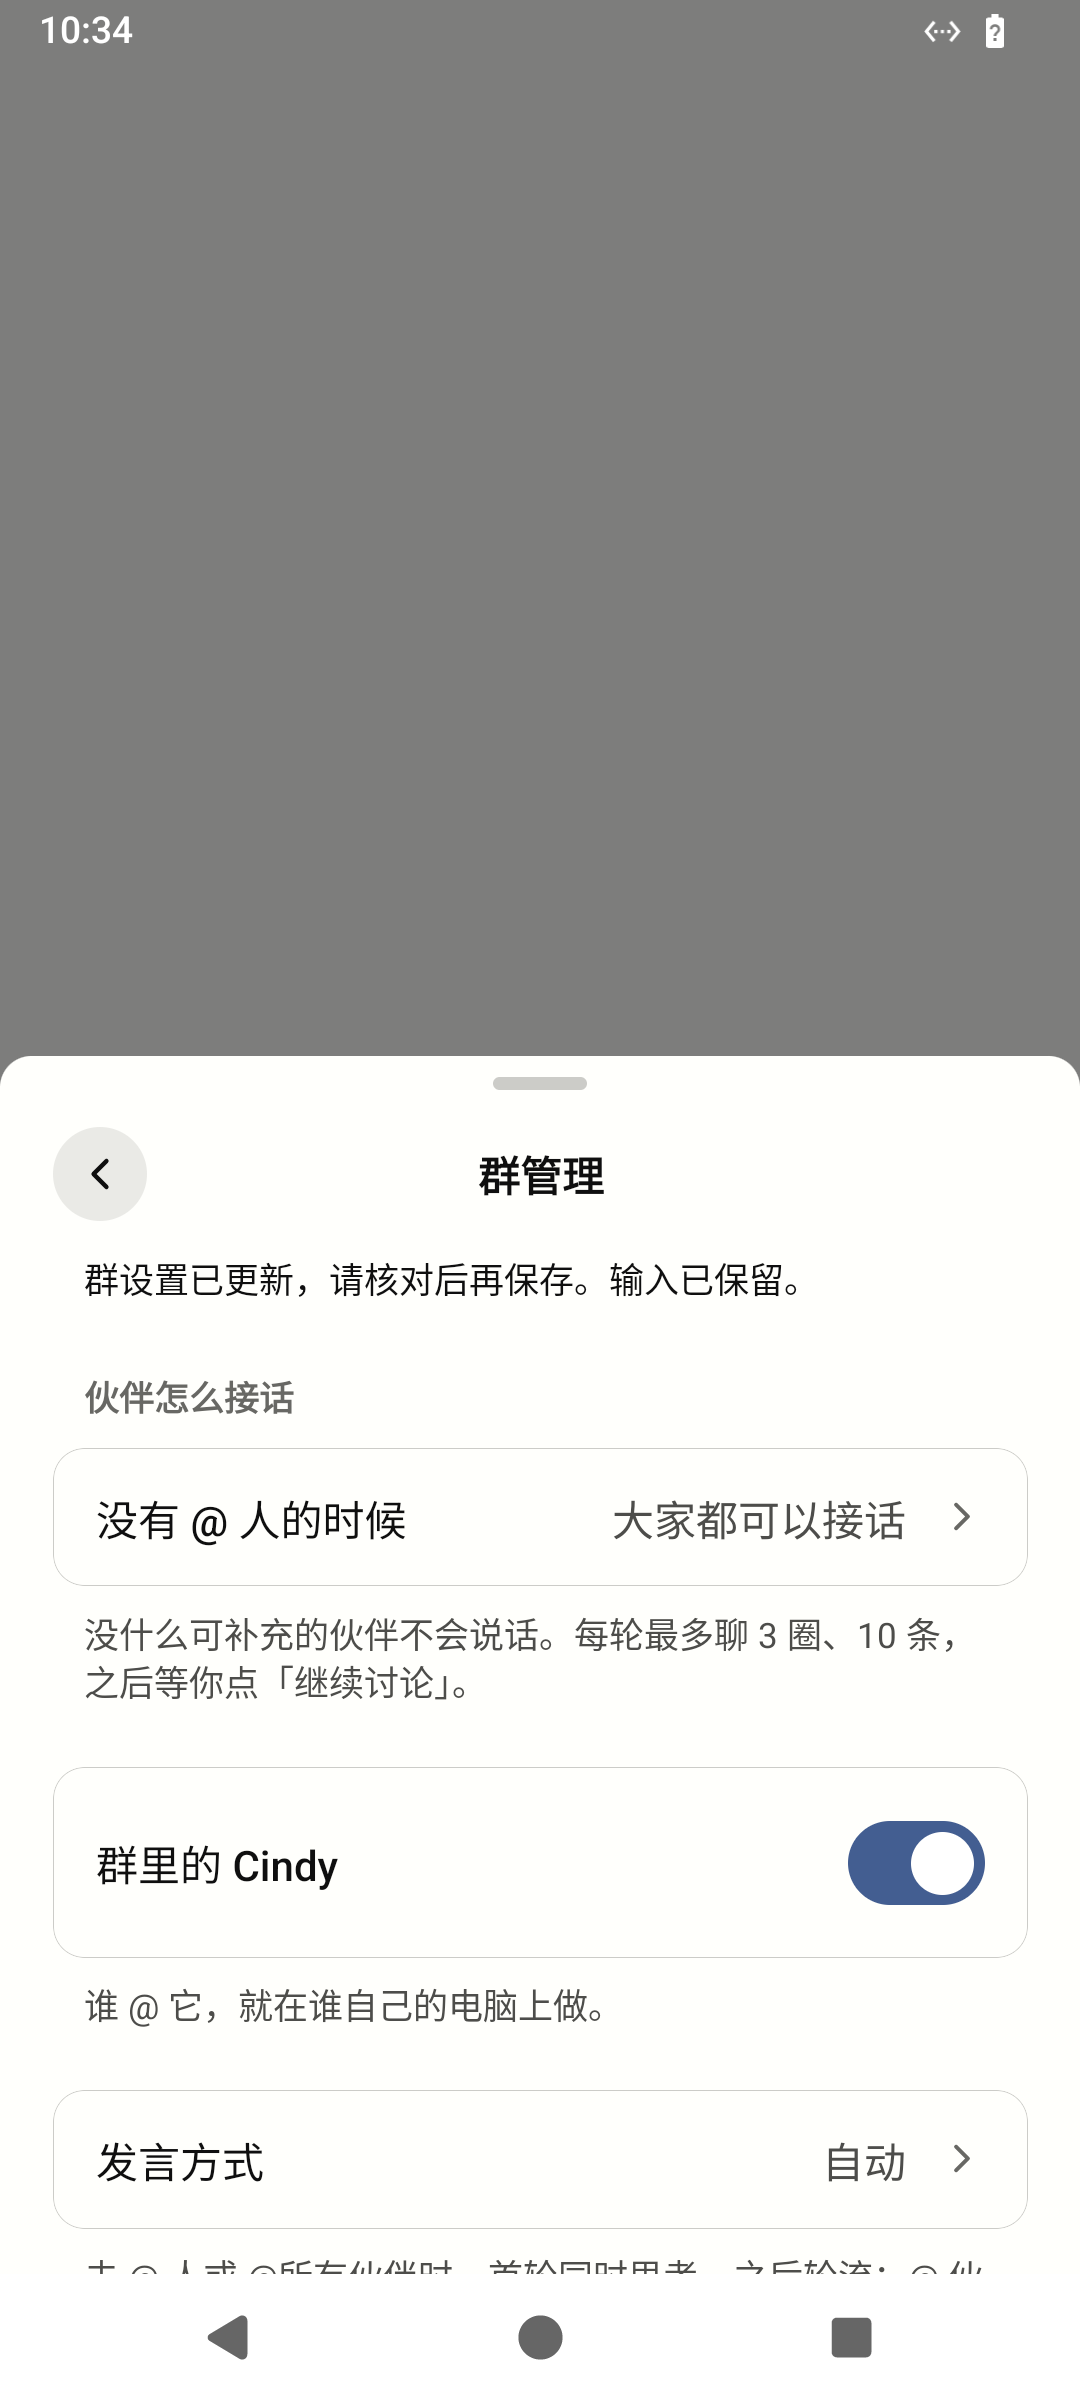 10:34
群管理
群设置已更新，请核对后再保存。输入已保留。
伙伴怎么接话
没有 @ 人的时候 大家都可以接话
没什么可补充的伙伴不会说话。每轮最多聊 3 圈、10 条，
之后等你点「继续讨论」。
群里的 Cindy
谁 @ 它，就在谁自己的电脑上做。
发言方式 自动